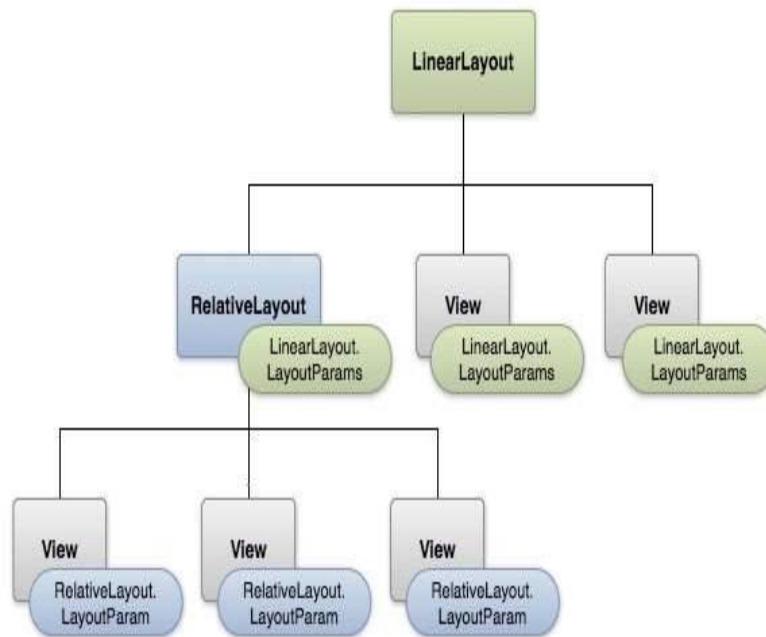 LinearLayout
RelativeLayout
LinearLayout.
LayoutParams
View
LinearLayout.
LayoutParams
View
LinearLayout.
LayoutParams
View
RelativeLayout.
LayoutParam
View
RelativeLayout.
LayoutParam
View
RelativeLayout.
LayoutParam